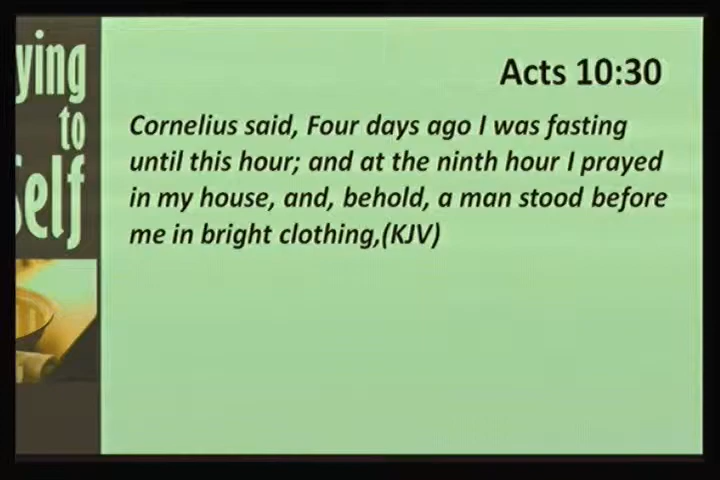 ying
to
Self
Acts 10:30
Cornelius said, Four days ago I was fasting
until this hour; and at the ninth hour I prayed
in my house, and, behold, a man stood before
me in bright clothing,(KJV)